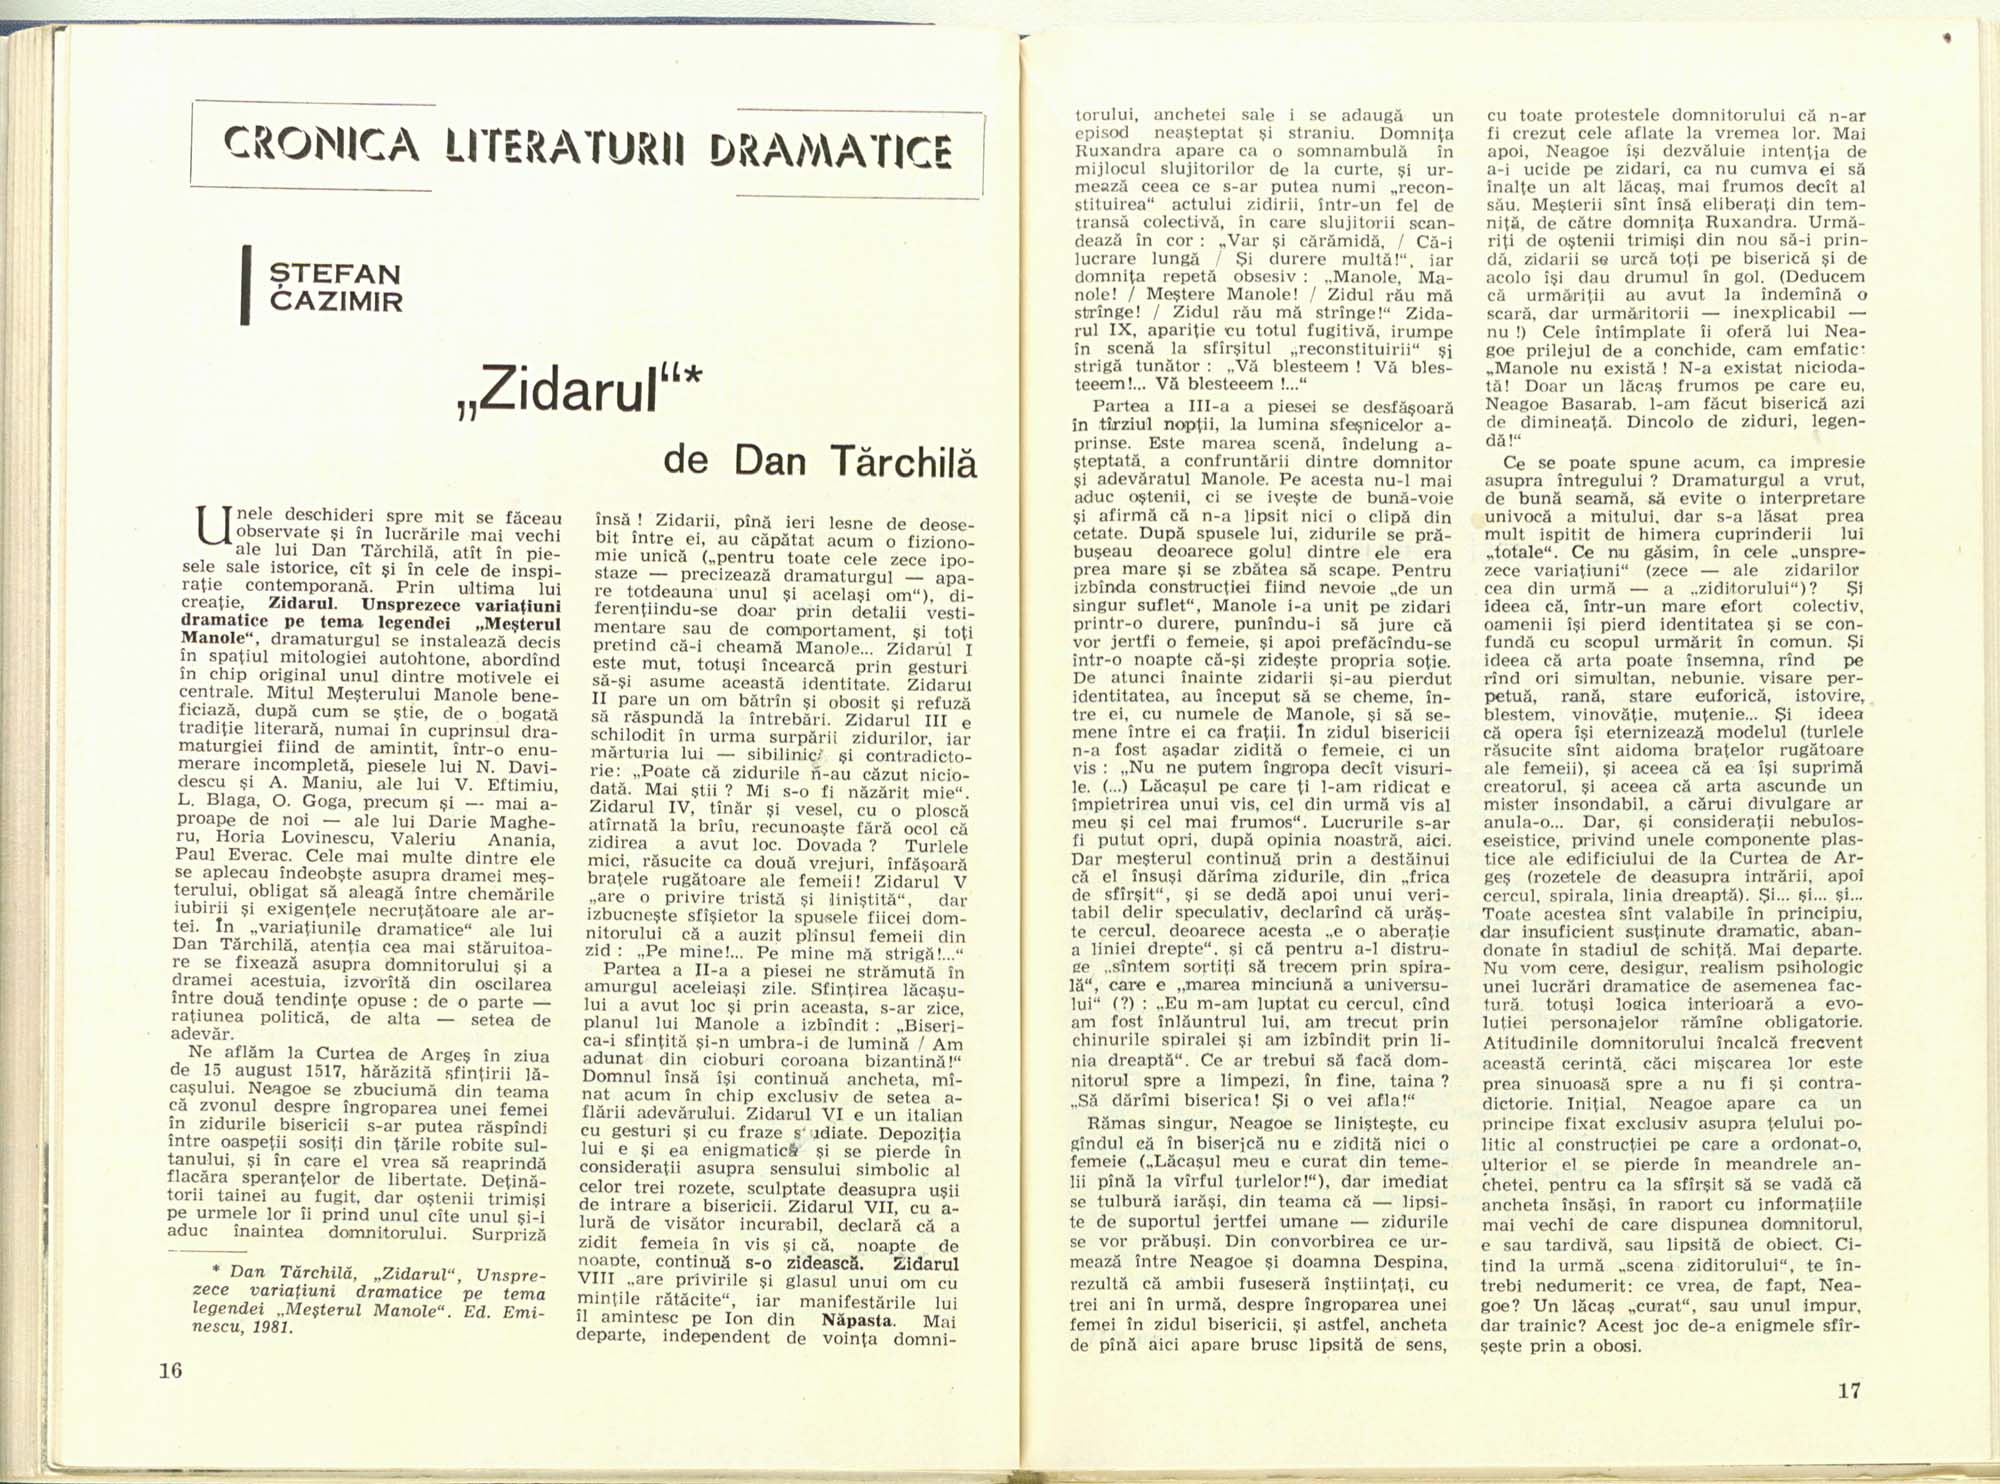 CRONICA LITERATURII DRAMATICE
ȘTEFAN
CAZIMIR
„Zidarul“*
de Dan Tărchilă
Unele deschideri spre mit se făceau
observate și în lucrările mai vechi
ale lui Dan Tărchilă, atît în pie-
sele sale istorice, cît și în cele de inspi-
rație contemporană. Prin ultima lui
creație, Zidarul. Unsprezece variațiuni
dramatice pe tema legendei „Meșterul
Manole“, dramaturgul se instalează decis
în spațiul mitologiei autohtone, abordînd
în chip original unul dintre motivele ei
centrale. Mitul Meșterului Manole bene-
ficiază, după cum se știe, de o bogată
tradiție literară, numai în cuprinsul dra-
maturgiei fiind de amintit, într-o enu-
merare incompletă, piesele lui N. Davi-
descu și A. Maniu, ale lui V. Eftimiu,
L. Blaga, O. Goga, precum și — mai a-
proape de noi — ale lui Darie Maghe-
ru, Horia Lovinescu, Valeriu Anania,
Paul Everac. Cele mai multe dintre ele
se aplecau îndeobște asupra dramei meș-
terului, obligat să aleagă între chemările
iubirii și exigențele necruțătoare ale ar-
tei. În „variațiunile dramatice“ ale lui
Dan Tărchilă, atenția cea mai stăruitoa-
re se fixează asupra domnitorului și a
dramei acestuia, izvorîtă din oscilarea
între două tendințe opuse : de o parte —
rațiunea politică, de alta — setea de
adevăr.
Ne aflăm la Curtea de Argeș în ziua
de 15 august 1517, hărăzită sfințirii lă-
cașului. Neagoe se zbuciumă din teama
că zvonul despre îngroparea unei femei
în zidurile bisericii s-ar putea răspîndi
între oaspeții sosiți din țările robite sul-
tanului, și în care el vrea să reaprindă
flacăra speranțelor de libertate. Dețină-
torii tainei au fugit, dar oștenii trimiși
pe urmele lor îi prind unul cîte unul și-i
aduc înaintea domnitorului. Surpriză
* Dan Tărchilă, „Zidarul“, Unspre-
zece variațiuni dramatice pe tema
legendei „Meșterul Manole“. Ed. Emi-
nescu, 1981.
16
însă ! Zidarii, pînă ieri lesne de deose-
bit între ei, au căpătat acum o fiziono-
mie unică („pentru toate cele zece ipo-
staze — precizează dramaturgul — apa-
re totdeauna unul și același om“), di-
ferențiindu-se doar prin detalii vesti-
mentare sau de comportament, și toți
pretind că-i cheamă Manole... Zidarul I
este mut, totuși încearcă prin gesturi
să-și asume această identitate. Zidarul
II pare un om bătrîn și obosit și refuză
să răspundă la întrebări. Zidarul III e
schilodit în urma surpării zidurilor, iar
mărturia lui — sibilinică și contradicto-
rie: „Poate că zidurile n-au căzut nicio-
dată. Mai știi ? Mi s-o fi năzărit mie“.
Zidarul IV, tînăr și vesel, cu o ploscă
atîrnată la brîu, recunoaște fără ocol că
zidirea a avut loc. Dovada ? Turlele
mici, răsucite ca două vrejuri, înfășoară
brațele rugătoare ale femeii! Zidarul V
„are o privire tristă și liniștită“, dar
izbucnește sfîșietor la spusele fiicei dom-
nitorului că a auzit plînsul femeii din
zid : „Pe mine!... Pe mine mă strigă!...“
Partea a II-a a piesei ne strămută în
amurgul aceleiași zile. Sfințirea lăcașu-
lui a avut loc și prin aceasta, s-ar zice,
planul lui Manole a izbîndit : „Biseri-
ca-i sfințită și-n umbra-i de lumină / Am
adunat din cioburi coroana bizantină!“
Domnul însă își continuă ancheta, mî-
nat acum în chip exclusiv de setea a-
flării adevărului. Zidarul VI e un italian
cu gesturi și cu fraze studiate. Depoziția
lui e și ea enigmatică și se pierde în
considerații asupra sensului simbolic al
celor trei rozete, sculptate deasupra ușii
de intrare a bisericii. Zidarul VII, cu a-
lură de visător incurabil, declară că a
zidit femeia în vis și că, noapte de
noapte, continuă s-o zidească. Zidarul
VIII „are privirile și glasul unui om cu
mințile rătăcite“, iar manifestările lui
îl amintesc pe Ion din Năpasta. Mai
departe, independent de voința domni-
torului, anchetei sale i se adaugă un
episod neașteptat și straniu. Domnița
Ruxandra apare ca o somnambulă în
mijlocul slujitorilor de la curte, și ur-
mează ceea ce s-ar putea numi „recon-
stituirea“ actului zidirii, într-un fel de
transă colectivă, în care slujitorii scan-
dează în cor : „Var și cărămidă, / Că-i
lucrare lungă / Și durere multă!“, iar
domnița repetă obsesiv : „Manole, Ma-
nole! / Meștere Manole! / Zidul rău mă
strînge! / Zidul rău mă strînge!“ Zida-
rul IX, apariție cu totul fugitivă, irumpe
în scenă la sfîrșitul „reconstituirii“ și
strigă tunător : „Vă blesteem ! Vă bles-
teeem!... Vă blesteeem !...“
Partea a III-a a piesei se desfășoară
în tîrziul nopții, la lumina sfeșnicelor a-
prinse. Este marea scenă, îndelung a-
șteptată, a confruntării dintre domnitor
și adevăratul Manole. Pe acesta nu-l mai
aduc oștenii, ci se ivește de bună-voie
și afirmă că n-a lipsit nici o clipă din
cetate. După spusele lui, zidurile se pră-
bușeau deoarece golul dintre ele era
prea mare și se zbătea să scape. Pentru
izbînda construcției fiind nevoie „de un
singur suflet“, Manole i-a unit pe zidari
printr-o durere, punîndu-i să jure că
vor jertfi o femeie, și apoi prefăcîndu-se
într-o noapte că-și zidește propria soție.
De atunci înainte zidarii și-au pierdut
identitatea, au început să se cheme, în-
tre ei, cu numele de Manole, și să se-
mene între ei ca frații. În zidul bisericii
n-a fost așadar zidită o femeie, ci un
vis : „Nu ne putem îngropa decît visuri-
le. (...) Lăcașul pe care ți l-am ridicat e
împietrirea unui vis, cel din urmă vis al
meu și cel mai frumos“. Lucrurile s-ar
fi putut opri, după opinia noastră, aici.
Dar meșterul continuă prin a destăinui
că el însuși dărîma zidurile, din „frica
de sfîrșit“, și se dedă apoi unui veri-
tabil delir speculativ, declarînd că urăș-
te cercul, deoarece acesta „e o aberație
a liniei drepte“, și că pentru a-l distru-
ge „sîntem sortiți să trecem prin spira-
lă“, care e „marea minciună a universu-
lui“ (?) : „Eu m-am luptat cu cercul, cînd
am fost înlăuntrul lui, am trecut prin
chinurile spiralei și am izbîndit prin li-
nia dreaptă“. Ce ar trebui să facă dom-
nitorul spre a limpezi, în fine, taina ?
„Să dărîmi biserica! Și o vei afla!“
Rămas singur, Neagoe se liniștește, cu
gîndul că în biserică nu e zidită nici o
femeie („Lăcașul meu e curat din teme-
lii pînă la vîrful turlelor!“), dar imediat
se tulbură iarăși, din teama că — lipsi-
te de suportul jertfei umane — zidurile
se vor prăbuși. Din convorbirea ce ur-
mează între Neagoe și doamna Despina,
rezultă că ambii fuseseră înștiințați, cu
trei ani în urmă, despre îngroparea unei
femei în zidul bisericii, și astfel, ancheta
de pînă aici apare brusc lipsită de sens,
cu toate protestele domnitorului că n-ar
fi crezut cele aflate la vremea lor. Mai
apoi, Neagoe își dezvăluie intenția de
a-i ucide pe zidari, ca nu cumva ei să
înalțe un alt lăcaș, mai frumos decît al
său. Meșterii sînt însă eliberați din tem-
niță, de către domnița Ruxandra. Urmă-
riți de oștenii trimiși din nou să-i prin-
dă, zidarii se urcă toți pe biserică și de
acolo își dau drumul în gol. (Deducem
că urmăriții au avut la îndemînă o
scară, dar urmăritorii — inexplicabil —
nu !) Cele întîmplate îi oferă lui Nea-
goe prilejul de a conchide, cam emfatic:
„Manole nu există ! N-a existat nicioda-
tă! Doar un lăcaș frumos pe care eu,
Neagoe Basarab, l-am făcut biserică azi
de dimineață. Dincolo de ziduri, legen-
dă!“
Ce se poate spune acum, ca impresie
asupra întregului ? Dramaturgul a vrut,
de bună seamă, să evite o interpretare
univocă a mitului, dar s-a lăsat prea
mult ispitit de himera cuprinderii lui
„totale“. Ce nu găsim, în cele „unspre-
zece variațiuni“ (zece — ale zidarilor
cea din urmă — a „ziditorului“)? Și
ideea că, într-un mare efort colectiv,
oamenii își pierd identitatea și se con-
fundă cu scopul urmărit în comun. Și
ideea că arta poate însemna, rînd pe
rînd ori simultan, nebunie, visare per-
petuă, rană, stare euforică, istovire,
blestem, vinovăție, muțenie... Și ideea
că opera își eternizează modelul (turlele
răsucite sînt aidoma brațelor rugătoare
ale femeii), și aceea că ea își suprimă
creatorul, și aceea că arta ascunde un
mister insondabil, a cărui divulgare ar
anula-o... Dar, și considerații nebulos-
eseistice, privind unele componente plas-
tice ale edificiului de la Curtea de Ar-
geș (rozetele de deasupra intrării, apoi
cercul, spirala, linia dreaptă). Și... și... și...
Toate acestea sînt valabile în principiu,
dar insuficient susținute dramatic, aban-
donate în stadiul de schiță. Mai departe.
Nu vom cere, desigur, realism psihologic
unei lucrări dramatice de asemenea fac-
tură, totuși logica interioară a evo-
luției personajelor rămîne obligatorie.
Atitudinile domnitorului încalcă frecvent
această cerință, căci mișcarea lor este
prea sinuoasă spre a nu fi și contra-
dictorie. Inițial, Neagoe apare ca un
principe fixat exclusiv asupra țelului po-
litic al construcției pe care a ordonat-o,
ulterior el se pierde în meandrele an-
chetei, pentru ca la sfîrșit să se vadă că
ancheta însăși, în raport cu informațiile
mai vechi de care dispunea domnitorul,
e sau tardivă, sau lipsită de obiect. Ci-
tind la urmă „scena ziditorului“, te în-
trebi nedumerit: ce vrea, de fapt, Nea-
goe? Un lăcaș „curat“, sau unul impur,
dar trainic? Acest joc de-a enigmele sfîr-
șește prin a obosi.
17